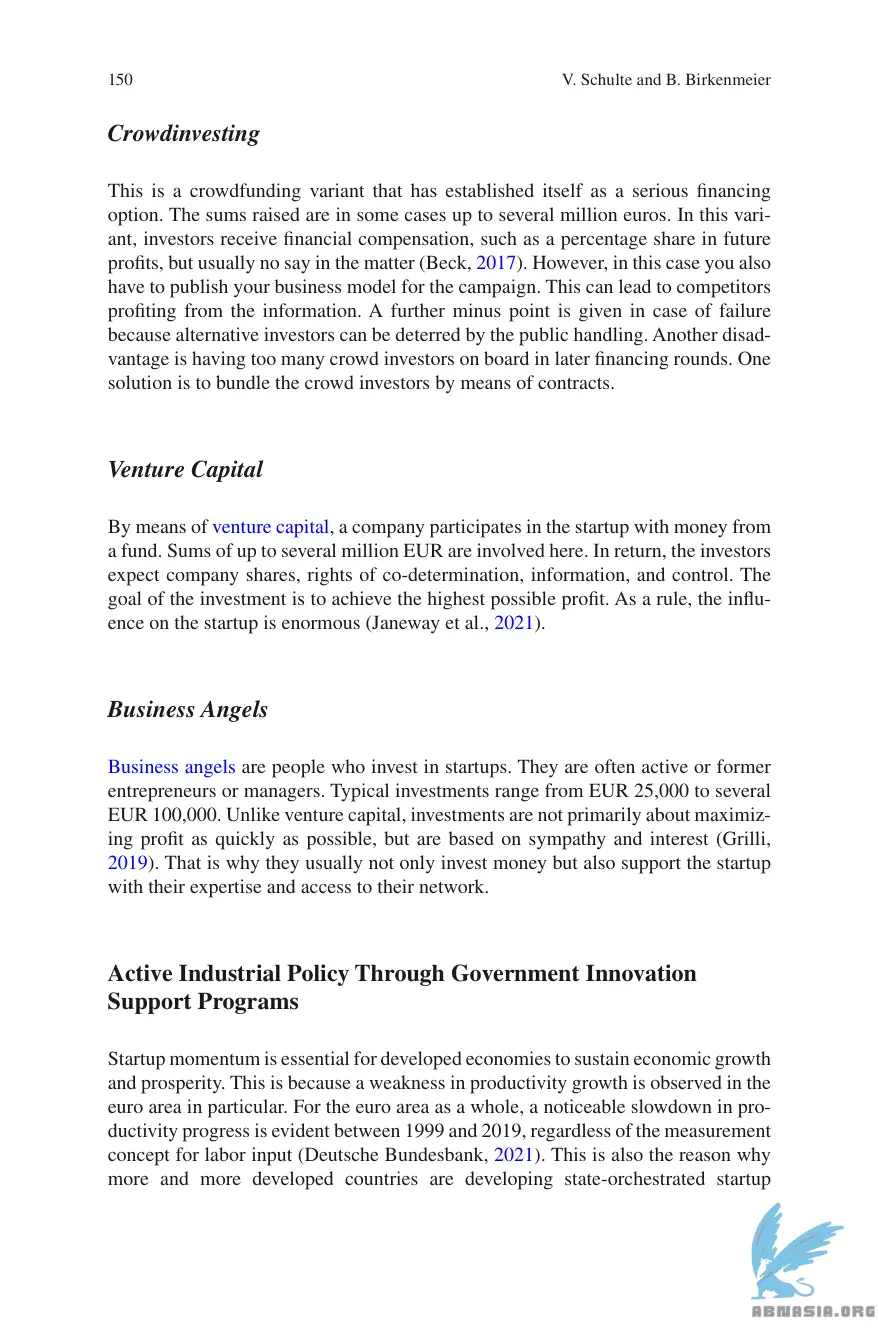 150
V. Schulte and B. Birkenmeier
Crowdinvesting
This is a crowdfunding variant that has established itself as a serious financing
option. The sums raised are in some cases up to several million euros. In this vari-
ant, investors receive financial compensation, such as a percentage share in future
profits, but usually no say in the matter (Beck, 2017). However, in this case you also
have to publish your business model for the campaign. This can lead to competitors
profiting from the information. A further minus point is given in case of failure
because alternative investors can be deterred by the public handling. Another disad-
vantage is having too many crowd investors on board in later financing rounds. One
solution is to bundle the crowd investors by means of contracts.
Venture Capital
By means of venture capital, a company participates in the startup with money from
a fund. Sums of up to several million EUR are involved here. In return, the investors
expect company shares, rights of co-determination, information, and control. The
goal of the investment is to achieve the highest possible profit. As a rule, the influ-
ence on the startup is enormous (Janeway et al., 2021).
Business Angels
Business angels are people who invest in startups. They are often active or former
entrepreneurs or managers. Typical investments range from EUR 25,000 to several
EUR 100,000. Unlike venture capital, investments are not primarily about maximiz-
ing profit as quickly as possible, but are based on sympathy and interest (Grilli,
2019). That is why they usually not only invest money but also support the startup
with their expertise and access to their network.
Active Industrial Policy Through Government Innovation
Support Programs
Startup momentum is essential for developed economies to sustain economic growth
and prosperity. This is because a weakness in productivity growth is observed in the
euro area in particular. For the euro area as a whole, a noticeable slowdown in pro-
ductivity progress is evident between 1999 and 2019, regardless of the measurement
concept for labor input (Deutsche Bundesbank, 2021). This is also the reason why
more and more developed countries are developing state-orchestrated startup
ABNASIA.ORG